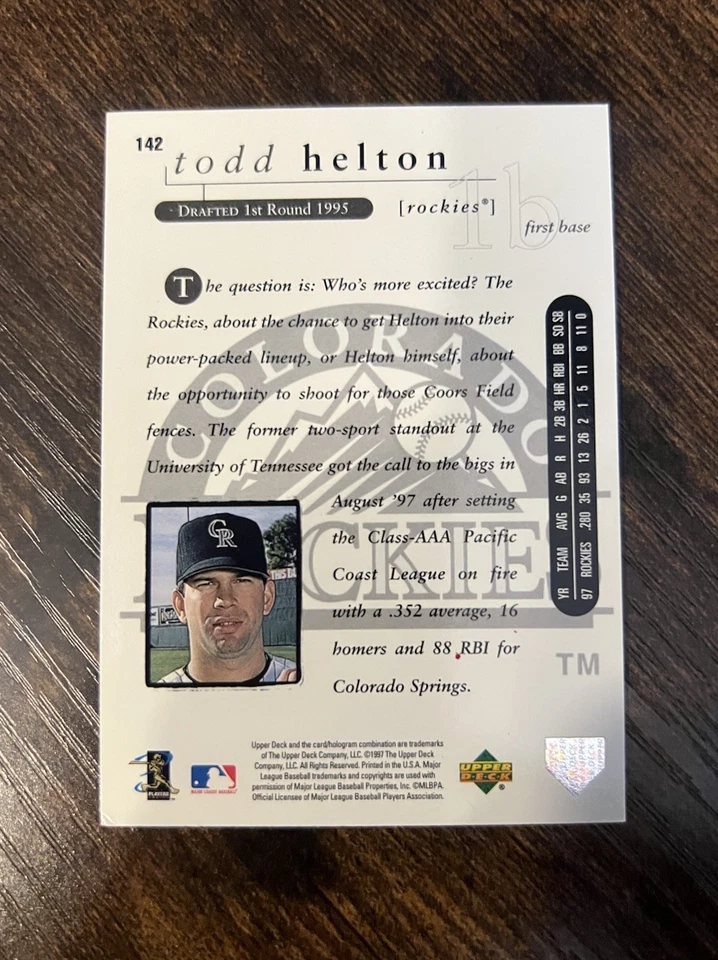 142
todd helton
DRAFTED 1st Round 1995
[rockies®]
1b
first base
The question is: Who's more excited? The
Rockies, about the chance to get Helton into their
power-packed lineup, or Helton himself, about
the opportunity to shoot for those Coors Field
fences. The former two-sport standout at the
University of Tennessee got the call to the bigs in
August '97 after setting
the Class-AAA Pacific
Coast League on fire
with a .352 average, 16
homers and 88 RBI for
Colorado Springs.
COLORADO
ROCKIES
TM
CR
YR TEAM AVG G AB R H 2B 3B HR RBI BB SO SB
97 ROCKIES .280 35 93 13 26 2 1 5 11 8 11 0
Upper Deck and the card/hologram combination are trademarks
of The Upper Deck Company, LLC. ©1997 The Upper Deck
Company, LLC. All Rights Reserved. Printed in the U.S.A. Major
League Baseball trademarks and copyrights are used with
permission of Major League Baseball Properties, Inc. ©MLBPA.
Official Licensee of Major League Baseball Players Association.
PLAYERS
MAJOR LEAGUE BASEBALL
UPPER
DECK
®